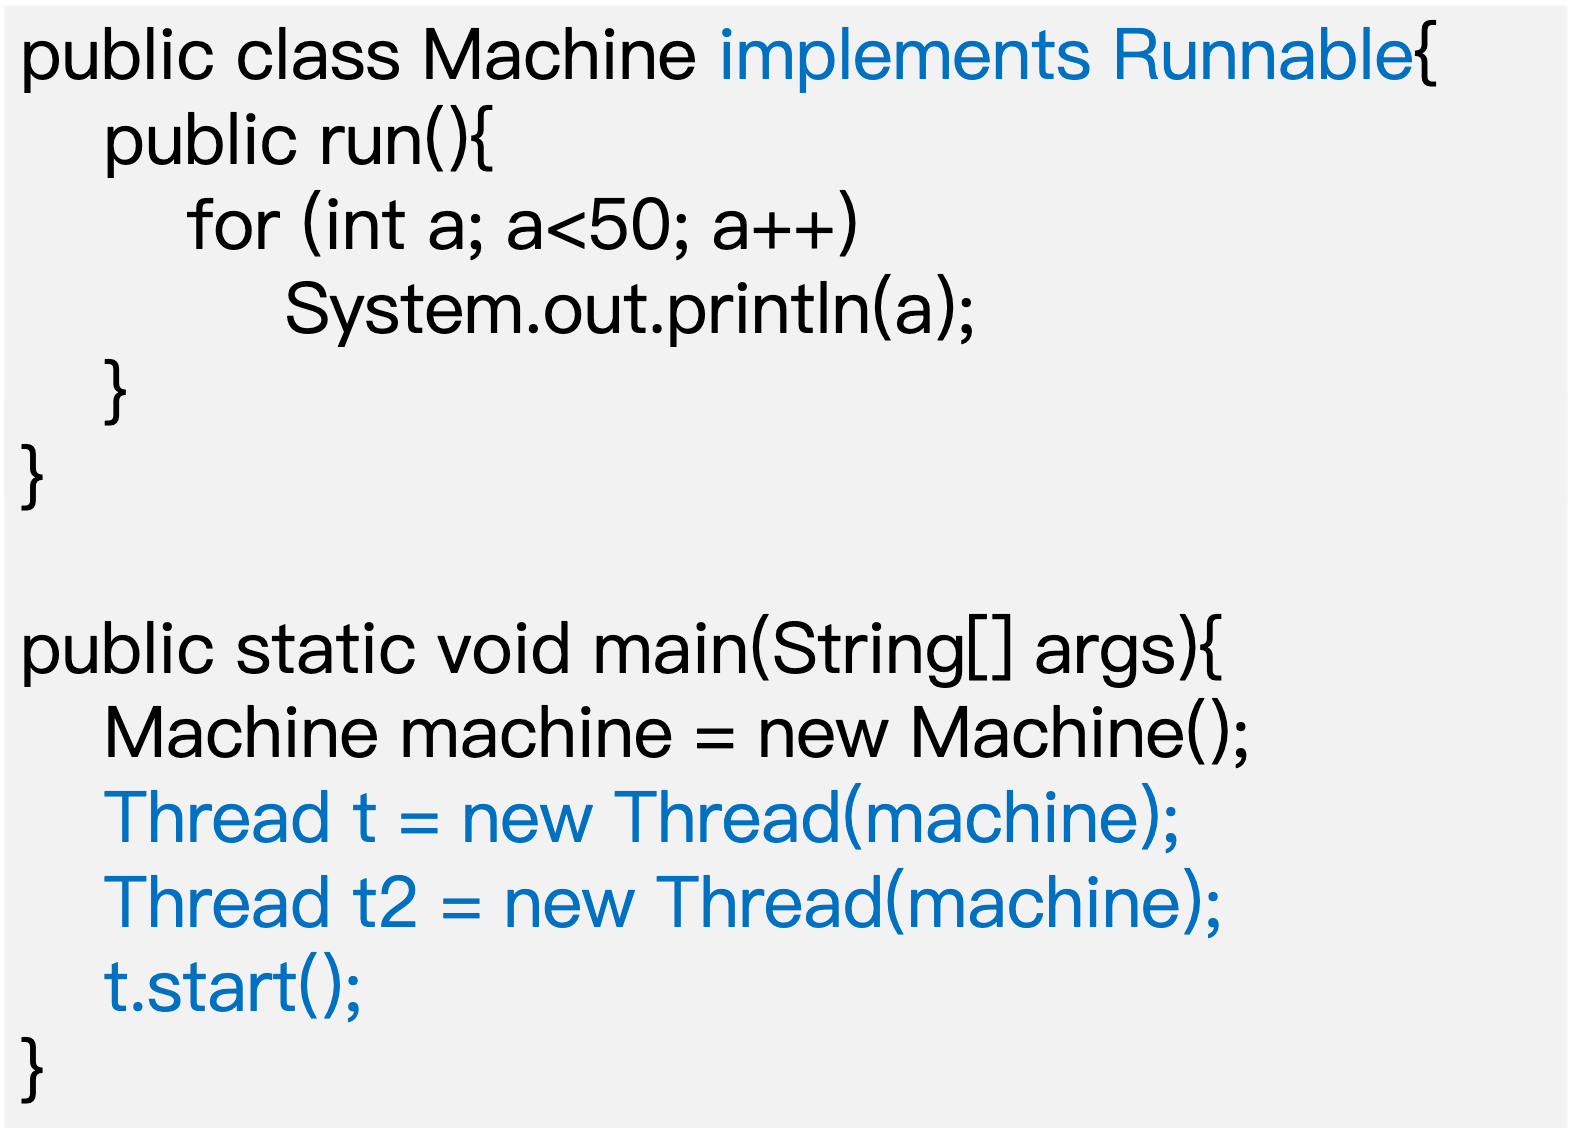 public class Machine implements Runnable{
public run(){
for (int a; a<50; a++)
System.out.println(a);
}
}
public static void main(String[] args){
Machine machine = new Machine();
Thread t = new Thread(machine);
Thread t2 = new Thread(machine);
t.start();
}